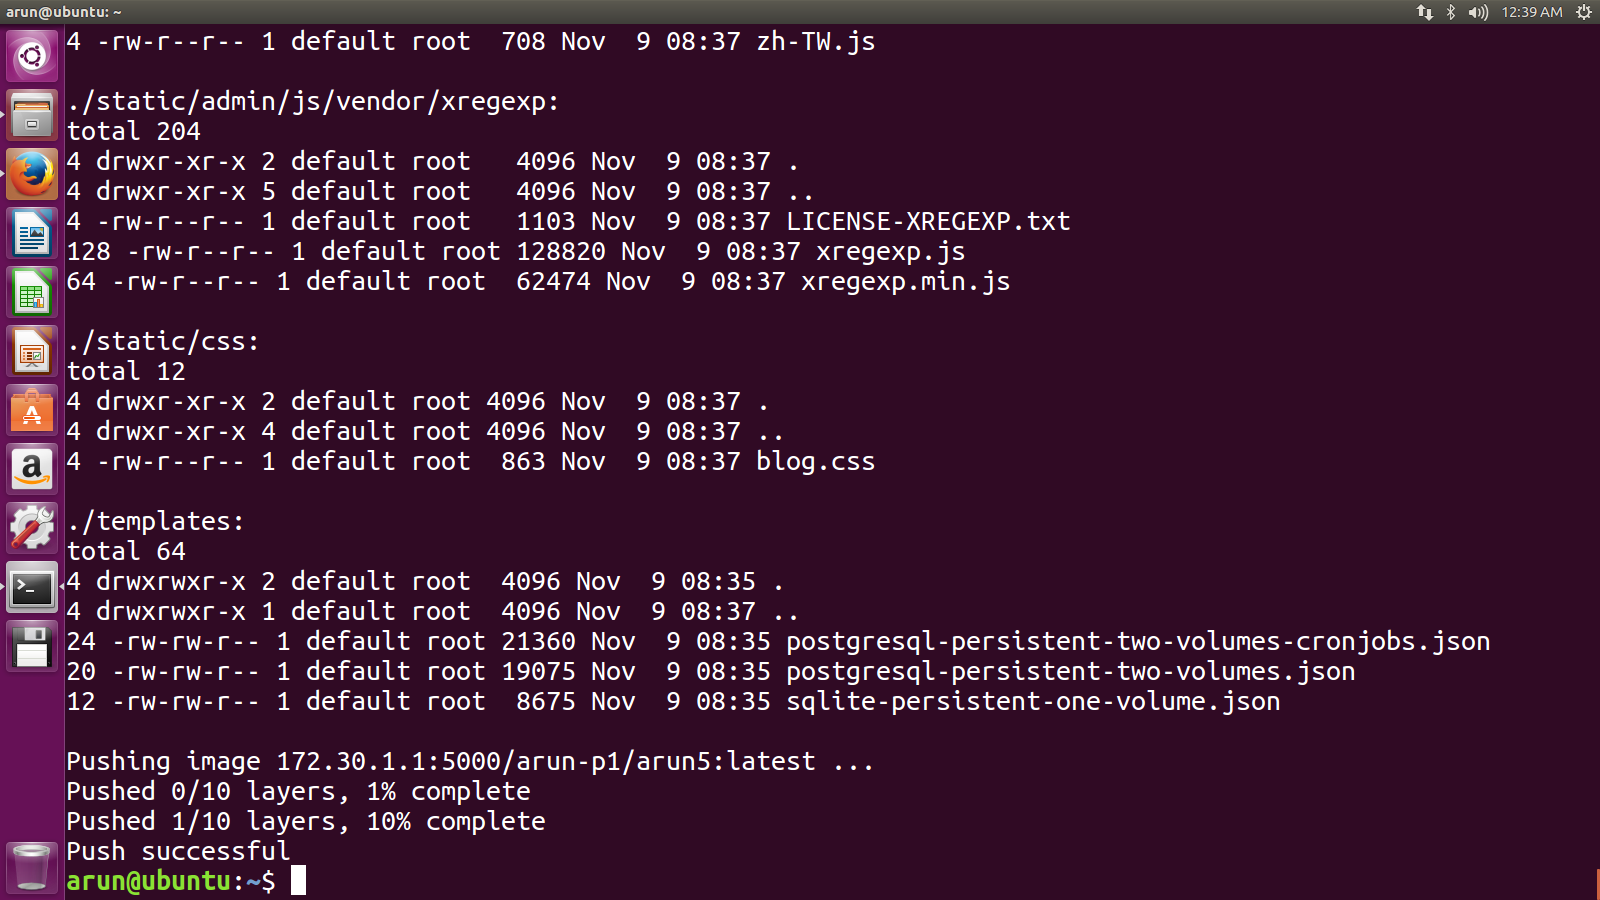 arun@ubuntu: ~
12:39 AM
4 -rw-r--r-- 1 default root  708 Nov  9 08:37 zh-TW.js
./static/admin/js/vendor/xregexp:
total 204
4 drwxr-xr-x 2 default root   4096 Nov  9 08:37 .
4 drwxr-xr-x 5 default root   4096 Nov  9 08:37 ..
4 -rw-r--r-- 1 default root   1103 Nov  9 08:37 LICENSE-XREGEXP.txt
128 -rw-r--r-- 1 default root 128820 Nov  9 08:37 xregexp.js
64 -rw-r--r-- 1 default root  62474 Nov  9 08:37 xregexp.min.js
./static/css:
total 12
4 drwxr-xr-x 2 default root 4096 Nov  9 08:37 .
4 drwxr-xr-x 4 default root 4096 Nov  9 08:37 ..
4 -rw-r--r-- 1 default root  863 Nov  9 08:37 blog.css
./templates:
total 64
4 drwxrwxr-x 2 default root  4096 Nov  9 08:35 .
4 drwxrwxr-x 1 default root  4096 Nov  9 08:37 ..
24 -rw-rw-r-- 1 default root 21360 Nov  9 08:35 postgresql-persistent-two-volumes-cronjobs.json
20 -rw-rw-r-- 1 default root 19075 Nov  9 08:35 postgresql-persistent-two-volumes.json
12 -rw-rw-r-- 1 default root  8675 Nov  9 08:35 sqlite-persistent-one-volume.json
Pushing image 172.30.1.1:5000/arun-p1/arun5:latest ...
Pushed 0/10 layers, 1% complete
Pushed 1/10 layers, 10% complete
Push successful
arun@ubuntu:~$